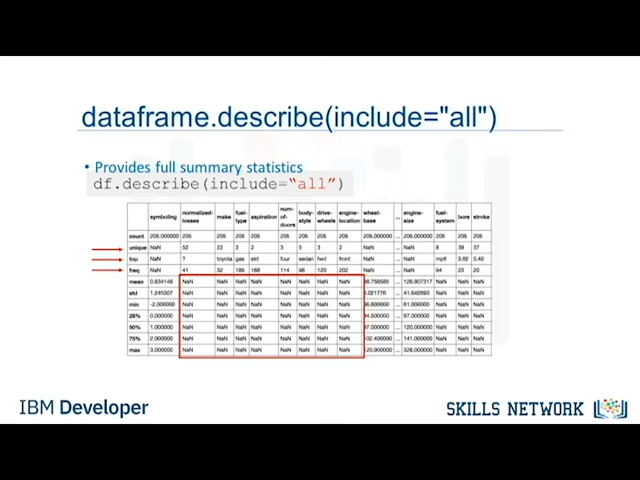 dataframe.describe(include="all")
• Provides full summary statistics
df.describe(include=“all”)
symboling normalized-losses make fuel-type aspiration num-of-doors body-style drive-wheels engine-location wheel-base ... engine-size fuel-system bore stroke
count 205.000000 205 205 205 205 205 205 205 205 205.000000 ... 205.000000 205 205 205
unique NaN 52 22 2 2 3 5 3 2 NaN ... NaN 8 39 37
top NaN ? toyota gas std four sedan fwd front NaN ... NaN mpfi 3.62 3.40
freq NaN 41 32 185 168 114 96 120 202 NaN ... NaN 94 23 20
mean 0.834146 NaN NaN NaN NaN NaN NaN NaN NaN 98.756585 ... 126.907317 NaN NaN NaN
std 1.245307 NaN NaN NaN NaN NaN NaN NaN NaN 6.021776 ... 41.642693 NaN NaN NaN
min -2.000000 NaN NaN NaN NaN NaN NaN NaN NaN 86.600000 ... 61.000000 NaN NaN NaN
25% 0.000000 NaN NaN NaN NaN NaN NaN NaN NaN 94.500000 ... 97.000000 NaN NaN NaN
50% 1.000000 NaN NaN NaN NaN NaN NaN NaN NaN 97.000000 ... 120.000000 NaN NaN NaN
75% 2.000000 NaN NaN NaN NaN NaN NaN NaN NaN 102.400000 ... 141.000000 NaN NaN NaN
max 3.000000 NaN NaN NaN NaN NaN NaN NaN NaN 120.900000 ... 326.000000 NaN NaN NaN
IBM Developer
SKILLS NETWORK